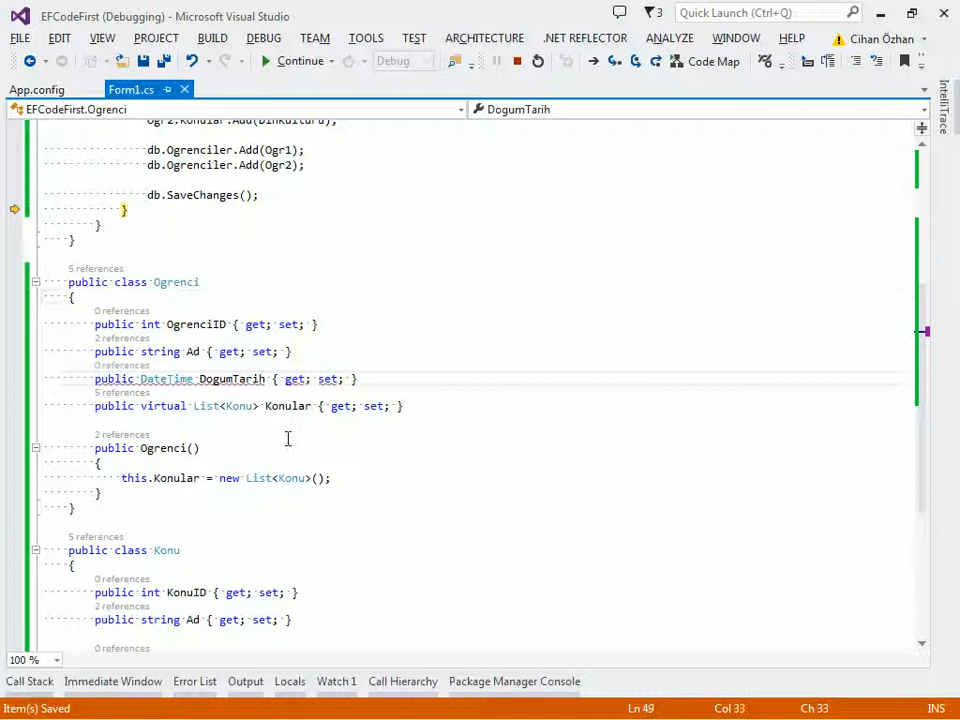 EFCodeFirst (Debugging) - Microsoft Visual Studio
3
Quick Launch (Ctrl+Q)
FILE EDIT VIEW PROJECT BUILD DEBUG TEAM TOOLS TEST ARCHITECTURE .NET REFLECTOR ANALYZE WINDOW HELP Cihan Özhan
Continue Debug Code Map
App.config Form1.cs
IntelliTrace
EFCodeFirst.Ogrenci DogumTarih
Ogr2.Konular.Add(DinKulturu);
db.Ogrenciler.Add(Ogr1);
db.Ogrenciler.Add(Ogr2);
db.SaveChanges();
}
}
}
5 references
public class Ogrenci
{
0 references
public int OgrenciID { get; set; }
2 references
public string Ad { get; set; }
0 references
public DateTime DogumTarih { get; set; }
5 references
public virtual List<Konu> Konular { get; set; }
2 references
public Ogrenci()
{
this.Konular = new List<Konu>();
}
}
5 references
public class Konu
{
0 references
public int KonuID { get; set; }
2 references
public string Ad { get; set; }
0 references
100 %
Call Stack Immediate Window Error List Output Locals Watch 1 Call Hierarchy Package Manager Console
Item(s) Saved Ln 49 Col 33 Ch 33 INS